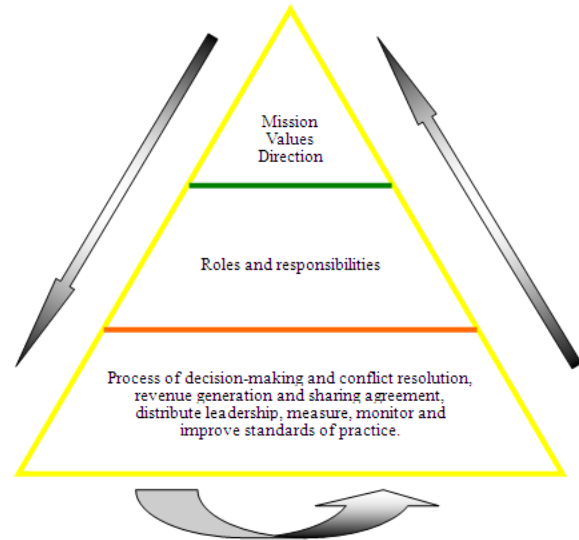 Mission
Values
Direction
Roles and responsibilities
Process of decision-making and conflict resolution,
revenue generation and sharing agreement,
distribute leadership, measure, monitor and
improve standards of practice.